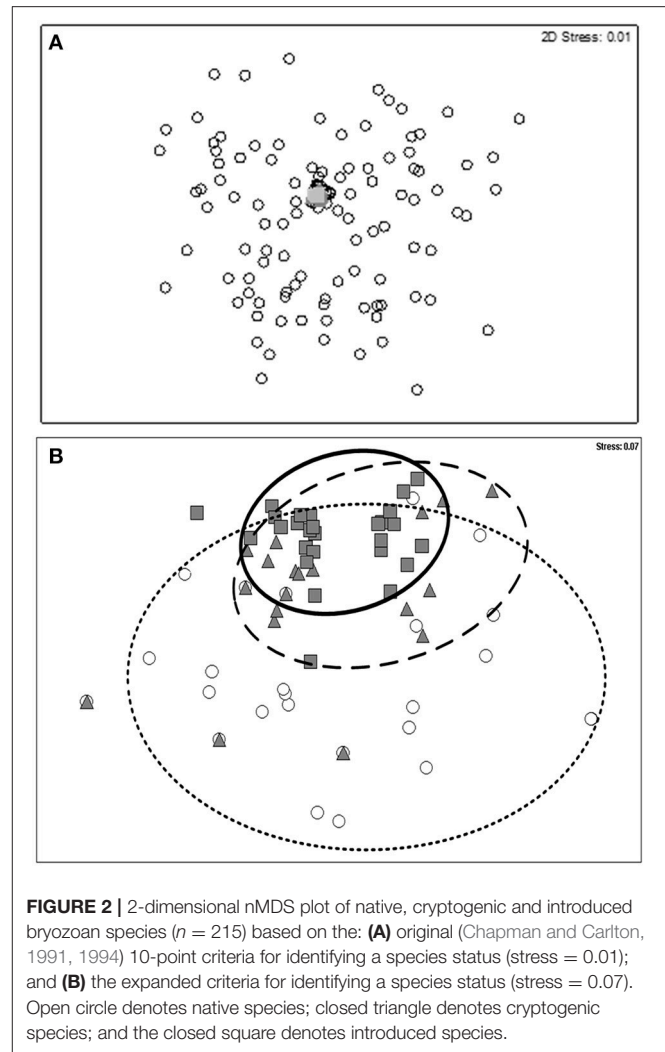 A
2D Stress: 0.01
B
Stress: 0.07
FIGURE 2 | 2-dimensional nMDS plot of native, cryptogenic and introduced
bryozoan species (n = 215) based on the: (A) original (Chapman and Carlton,
1991, 1994) 10-point criteria for identifying a species status (stress = 0.01);
and (B) the expanded criteria for identifying a species status (stress = 0.07).
Open circle denotes native species; closed triangle denotes cryptogenic
species; and the closed square denotes introduced species.